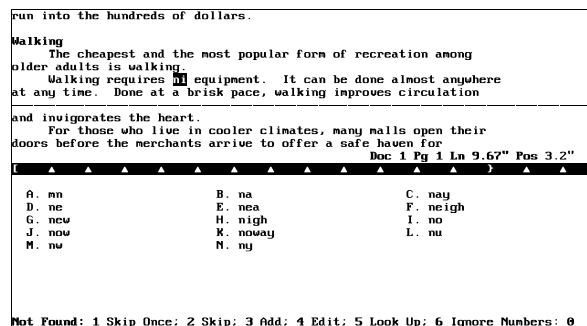 run into the hundreds of dollars.
Walking
The cheapest and the most popular form of recreation among
older adults is walking.
Walking requires ni equipment. It can be done almost anywhere
at any time. Done at a brisk pace, walking improves circulation
and invigorates the heart.
For those who live in cooler climates, many malls open their
doors before the merchants arrive to offer a safe haven for
Doc 1 Pg 1 Ln 9.67" Pos 3.2"
A. mn B. na C. nay
D. ne E. nea F. neigh
G. new H. nigh I. no
J. now K. noway L. nu
M. nw N. ny
Not Found: 1 Skip Once; 2 Skip; 3 Add; 4 Edit; 5 Look Up; 6 Ignore Numbers: 0